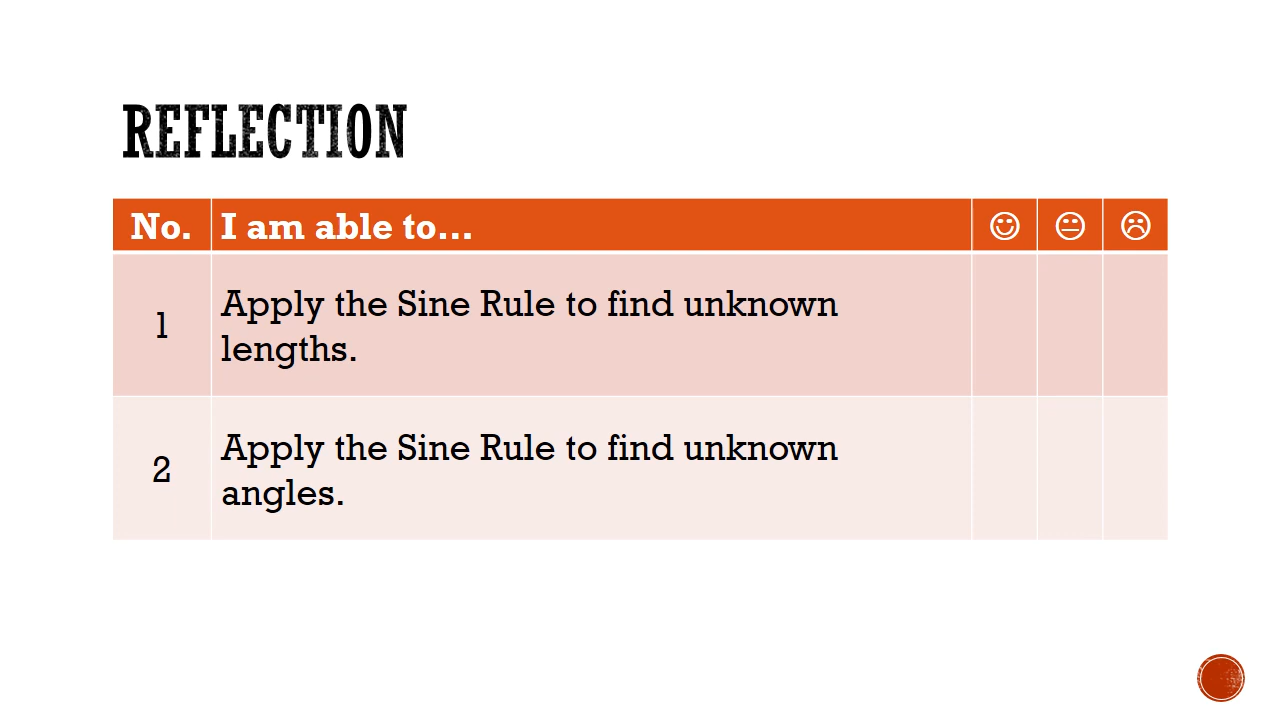 REFLECTION
No. I am able to... ☺ 😐 ☹
1 Apply the Sine Rule to find unknown
lengths.
2 Apply the Sine Rule to find unknown
angles.